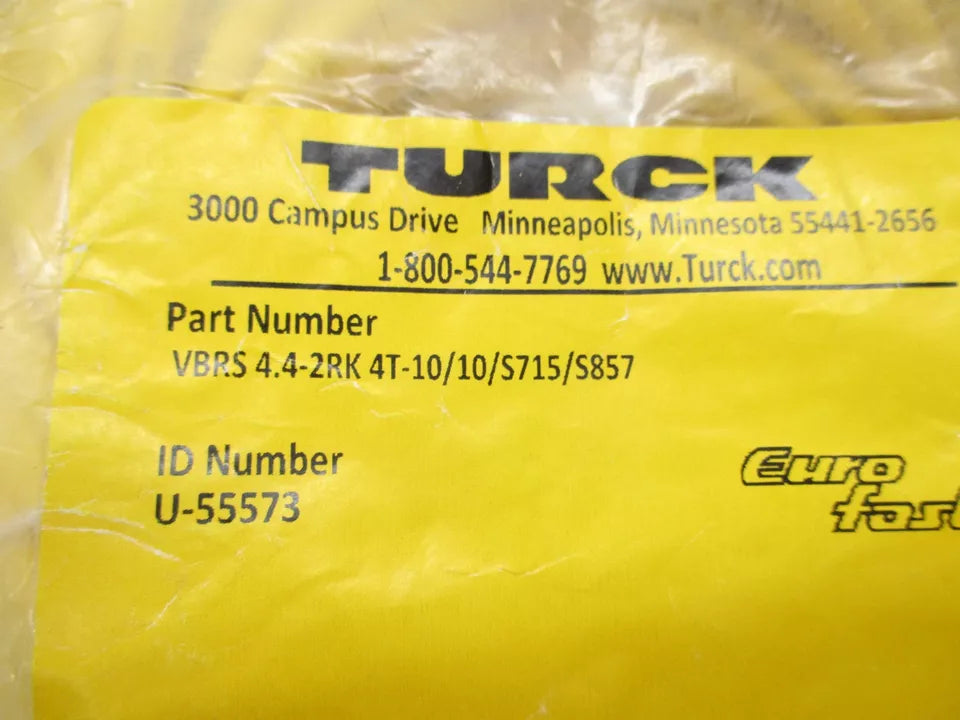 TURCK
3000 Campus Drive Minneapolis, Minnesota 55441-2656
1-800-544-7769 www.Turck.com
Part Number
VBRS 4.4-2RK 4T-10/10/S715/S857
ID Number
U-55573
Euro
fast